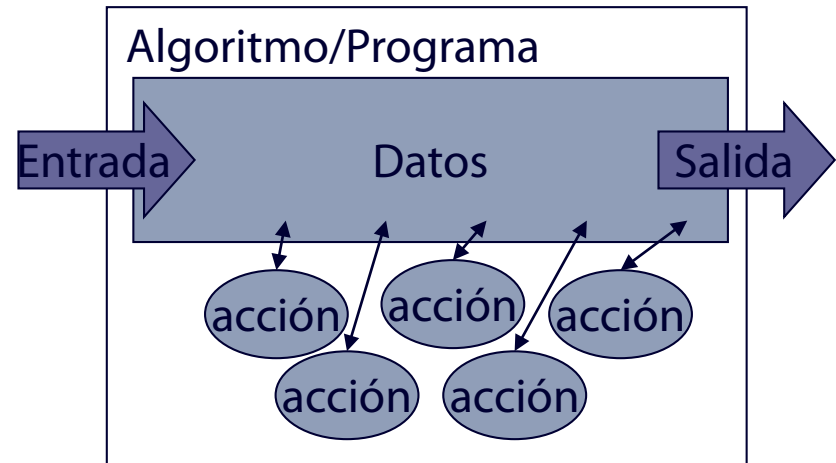 Algoritmo/Programa
Entrada
Datos
Salida
acción
acción
acción
acción
acción